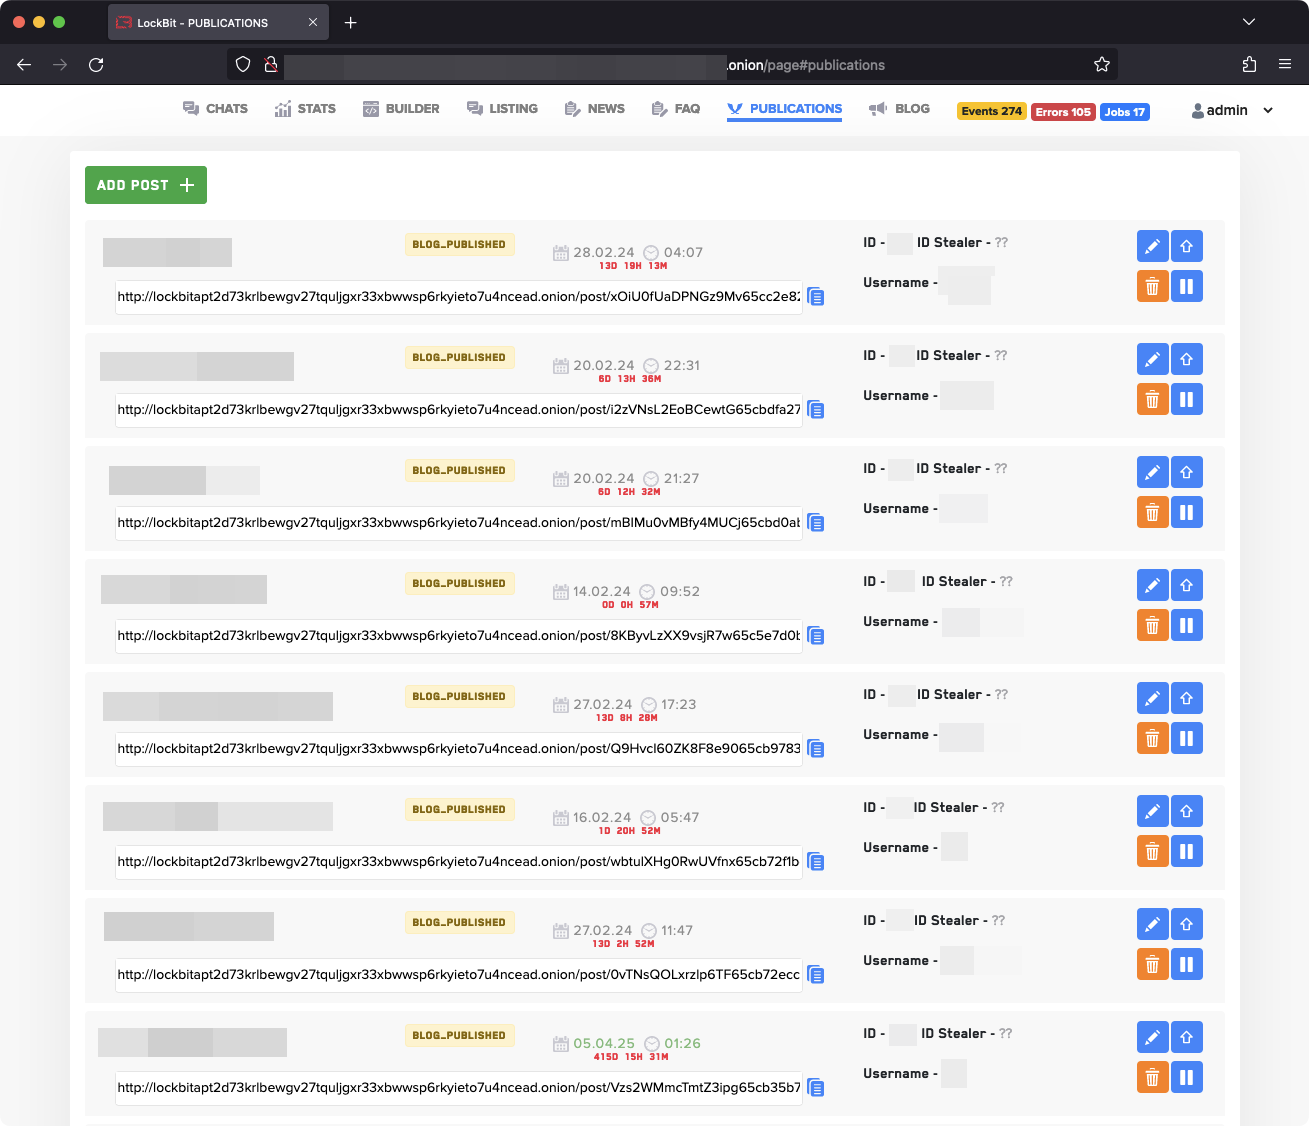 LockBit - PUBLICATIONS
.onion/page#publications
CHATS STATS BUILDER LISTING NEWS FAQ PUBLICATIONS BLOG Events 274 Errors 105 Jobs 17 admin
ADD POST
BLOG_PUBLISHED 28.02.24 04:07 ID - ID Stealer - ??
13D 19H 13M
Username -
http://lockbitapt2d73krlbewgv27tquljgxr33xbwwsp6rkyieto7u4ncead.onion/post/xOiU0fUaDPNGz9Mv65cc2e82
BLOG_PUBLISHED 20.02.24 22:31 ID - ID Stealer - ??
6D 13H 36M
Username -
http://lockbitapt2d73krlbewgv27tquljgxr33xbwwsp6rkyieto7u4ncead.onion/post/i2zVNsL2EoBCewtG65cbdfa27
BLOG_PUBLISHED 20.02.24 21:27 ID - ID Stealer - ??
6D 12H 32M
Username -
http://lockbitapt2d73krlbewgv27tquljgxr33xbwwsp6rkyieto7u4ncead.onion/post/mBlMu0vMBfy4MUCj65cbd0ab
BLOG_PUBLISHED 14.02.24 09:52 ID - ID Stealer - ??
0D 0H 57M
Username -
http://lockbitapt2d73krlbewgv27tquljgxr33xbwwsp6rkyieto7u4ncead.onion/post/8KByvLzXX9vsjR7w65c5e7d0b
BLOG_PUBLISHED 27.02.24 17:23 ID - ID Stealer - ??
13D 8H 28M
Username -
http://lockbitapt2d73krlbewgv27tquljgxr33xbwwsp6rkyieto7u4ncead.onion/post/Q9Hvcl60ZK8F8e9065cb9783
BLOG_PUBLISHED 16.02.24 05:47 ID - ID Stealer - ??
1D 20H 52M
Username -
http://lockbitapt2d73krlbewgv27tquljgxr33xbwwsp6rkyieto7u4ncead.onion/post/wbtulXHg0RwUVfnx65cb72f1b
BLOG_PUBLISHED 27.02.24 11:47 ID - ID Stealer - ??
13D 2H 52M
Username -
http://lockbitapt2d73krlbewgv27tquljgxr33xbwwsp6rkyieto7u4ncead.onion/post/0vTNsQOLxrzlp6TF65cb72ecc
BLOG_PUBLISHED 05.04.25 01:26 ID - ID Stealer - ??
415D 15H 31M
Username -
http://lockbitapt2d73krlbewgv27tquljgxr33xbwwsp6rkyieto7u4ncead.onion/post/Vzs2WMmcTmtZ3ipg65cb35b7